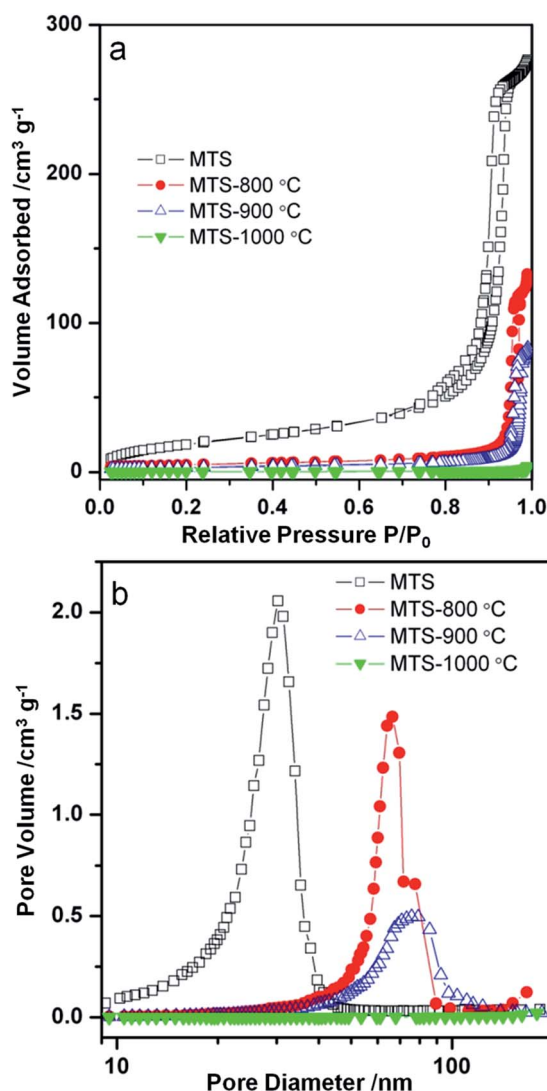 a
300
200
100
0
Volume Adsorbed /cm³ g⁻¹
MTS
MTS-800 °C
MTS-900 °C
MTS-1000 °C
0.0 0.2 0.4 0.6 0.8 1.0
Relative Pressure P/P₀
b
2.0
1.5
1.0
0.5
0.0
Pore Volume /cm³ g⁻¹
MTS
MTS-800 °C
MTS-900 °C
MTS-1000 °C
10 100
Pore Diameter /nm